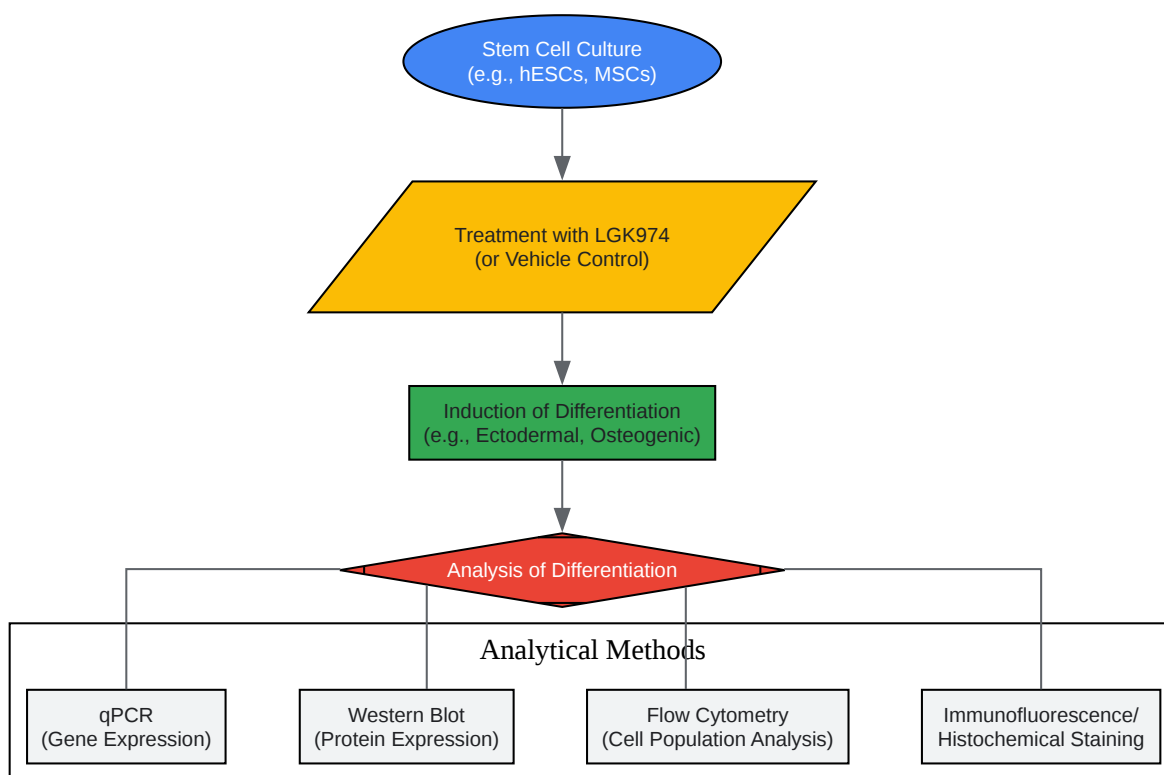 Stem Cell Culture
(e.g., hESCs, MSCs)
Treatment with LGK974
(or Vehicle Control)
Induction of Differentiation
(e.g., Ectodermal, Osteogenic)
Analysis of Differentiation
Analytical Methods
qPCR
(Gene Expression)
Western Blot
(Protein Expression)
Flow Cytometry
(Cell Population Analysis)
Immunofluorescence/
Histochemical Staining